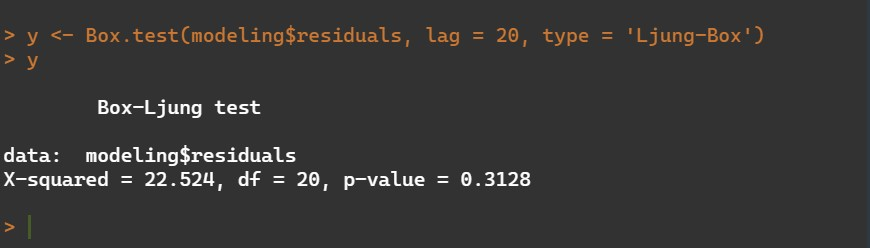 > y <- Box.test(modeling$residuals, lag = 20, type = 'Ljung-Box')
> y
Box-Ljung test
data:  modeling$residuals
X-squared = 22.524, df = 20, p-value = 0.3128
>